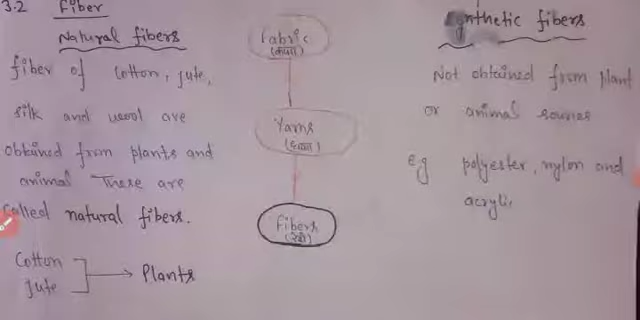 3.2 Fiber
Natural fibers
fiber of Cotton, jute,
silk and wool are
obtained from plants and
animal These are
called natural fibers.
Cotton
jute
Plants
Fabric
(कपड़ा)
Yarns
(धागा)
Fibers
(रेशे)
Synthetic fibers
Not obtained from plant
or animal sources
eg polyester, nylon and
acrylic